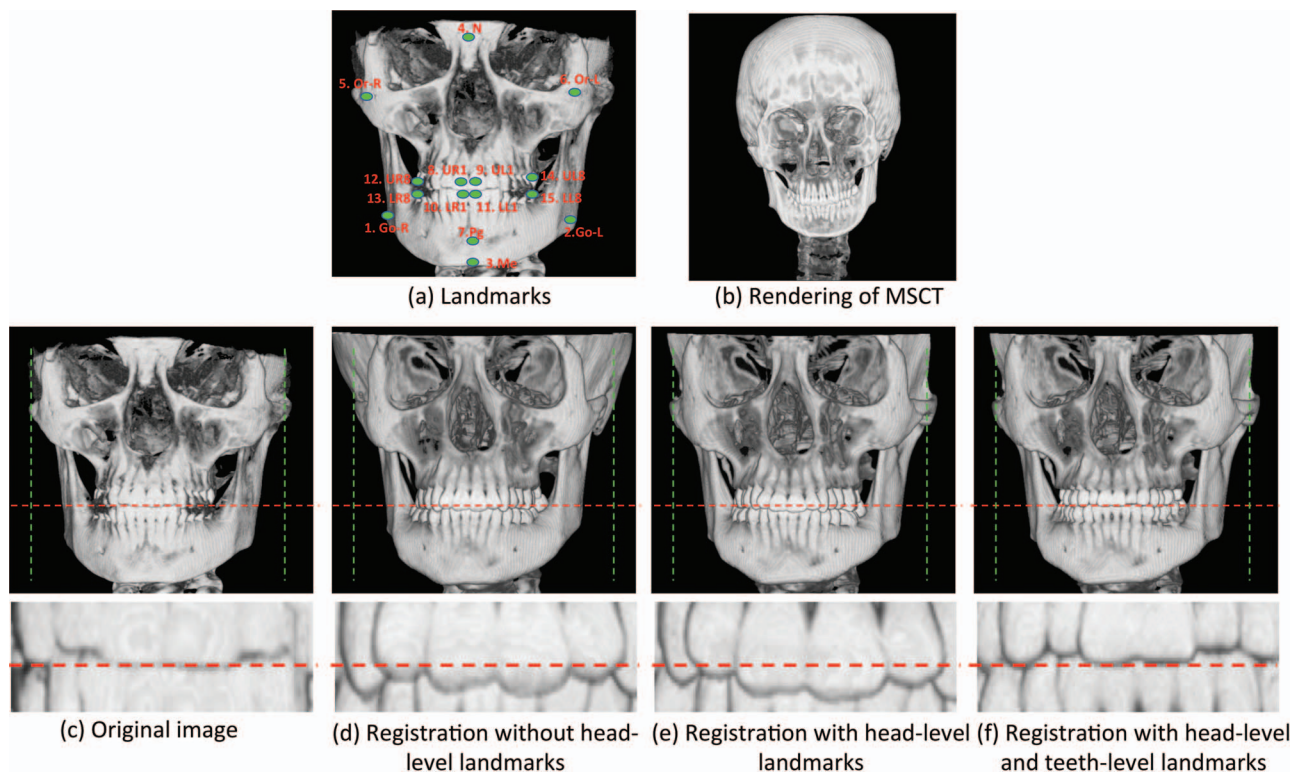 4. N
5. Or-R
6. Or-L
8. UR1 9. UL1
12. UR8
14. UL8
13. LR8
15. LL8
10. LR1 11. LL1
1. Go-R
7.Pg
2.Go-L
3 Me
(a) Landmarks
(b) Rendering of MSCT
(c) Original image
(d) Registration without head-
level landmarks
(e) Registration with head-level
landmarks
(f) Registration with head-level
and teeth-level landmarks